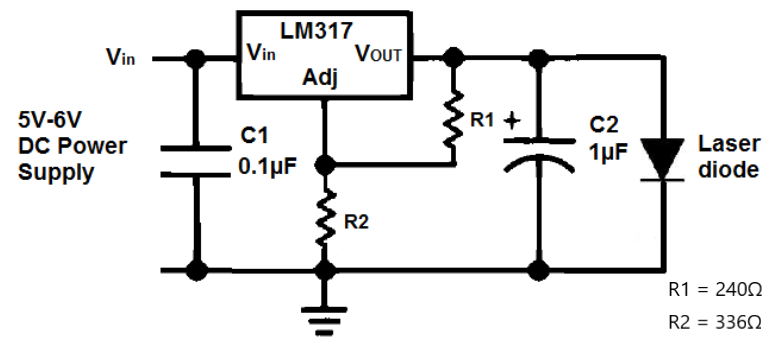 LM317
Vin
Vin
VOUT
Adj
5V-6V
DC Power
Supply
C1
0.1µF
R1
+
C2
1µF
Laser
diode
R2
R1 = 240Ω
R2 = 336Ω